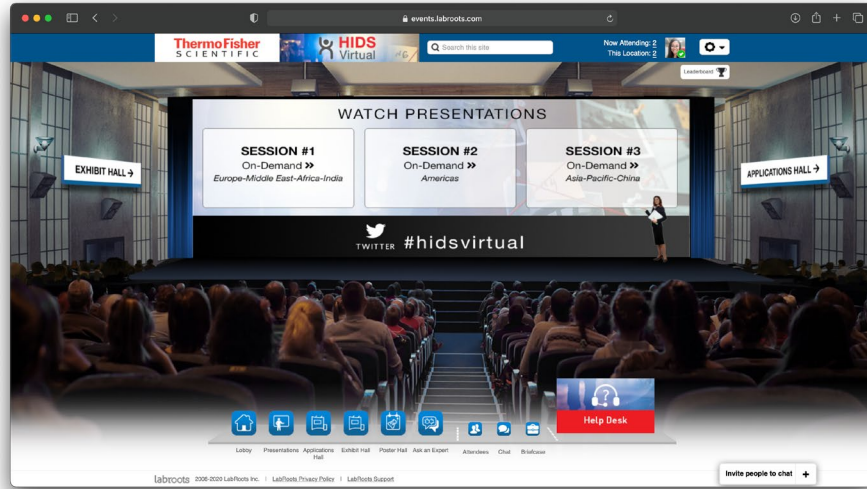 events.labroots.com
ThermoFisher
SCIENTIFIC
HIDS
Virtual
Search this site
Now Attending: 2
This Location: 2
Leaderboard
WATCH PRESENTATIONS
SESSION #1
On-Demand »
Europe-Middle East-Africa-India
SESSION #2
On-Demand »
Americas
SESSION #3
On-Demand »
Asia-Pacific-China
EXHIBIT HALL →
APPLICATIONS HALL →
TWITTER #hidsvirtual
Help Desk
Lobby
Presentations
Applications
Hall
Exhibit Hall
Poster Hall
Ask an Expert
Attendees
Chat
Briefcase
labroots 2008-2020 LabRoots Inc. | LabRoots Privacy Policy | LabRoots Support
Invite people to chat +